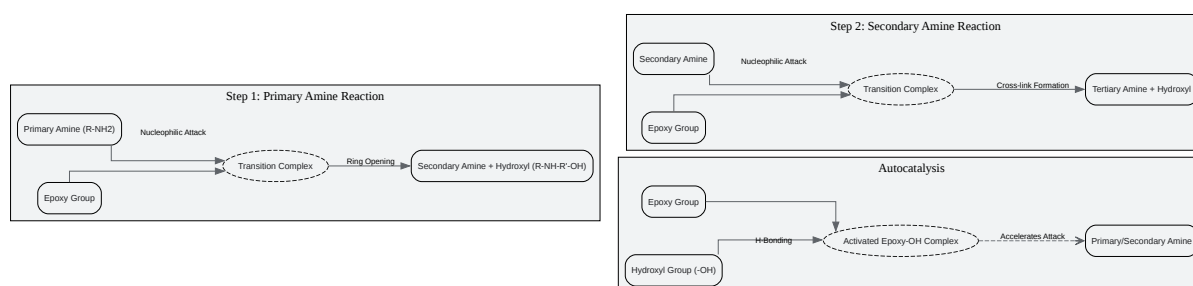 Step 1: Primary Amine Reaction
Primary Amine (R-NH2)
Nucleophilic Attack
Transition Complex
Ring Opening
Secondary Amine + Hydroxyl (R-NH-R'-OH)
Epoxy Group
Step 2: Secondary Amine Reaction
Secondary Amine
Nucleophilic Attack
Transition Complex
Cross-link Formation
Tertiary Amine + Hydroxyl
Epoxy Group
Autocatalysis
Epoxy Group
H-Bonding
Activated Epoxy-OH Complex
Accelerates Attack
Primary/Secondary Amine
Hydroxyl Group (-OH)